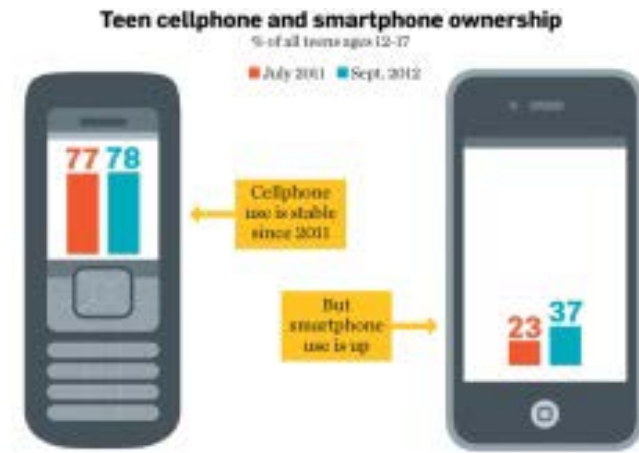 Teen cellphone and smartphone ownership
% of all teens ages 12-17
July 2011 Sept. 2012
77 78
Cellphone
use is stable
since 2011
But
smartphone
use is up
23 37